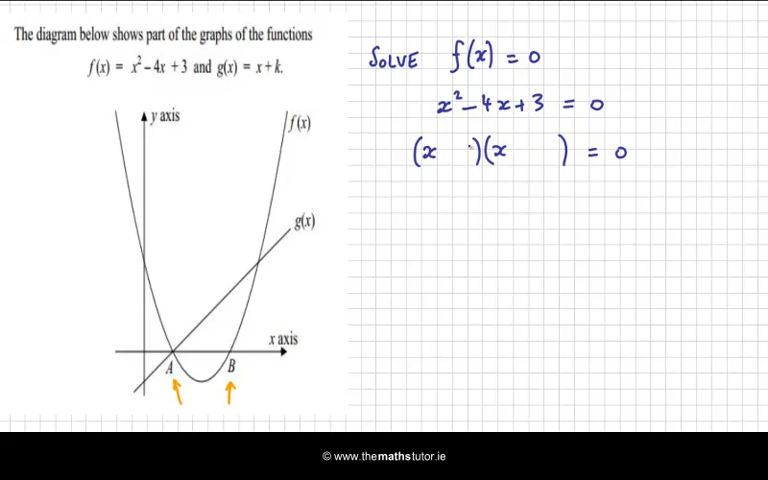 The diagram below shows part of the graphs of the functions
f(x) = x² – 4x + 3 and g(x) = x + k.
y axis
f(x)
g(x)
x axis
A
B
SOLVE f(x) = 0
x² – 4x + 3 = 0
(x )(x ) = 0
© www.themathstutor.ie